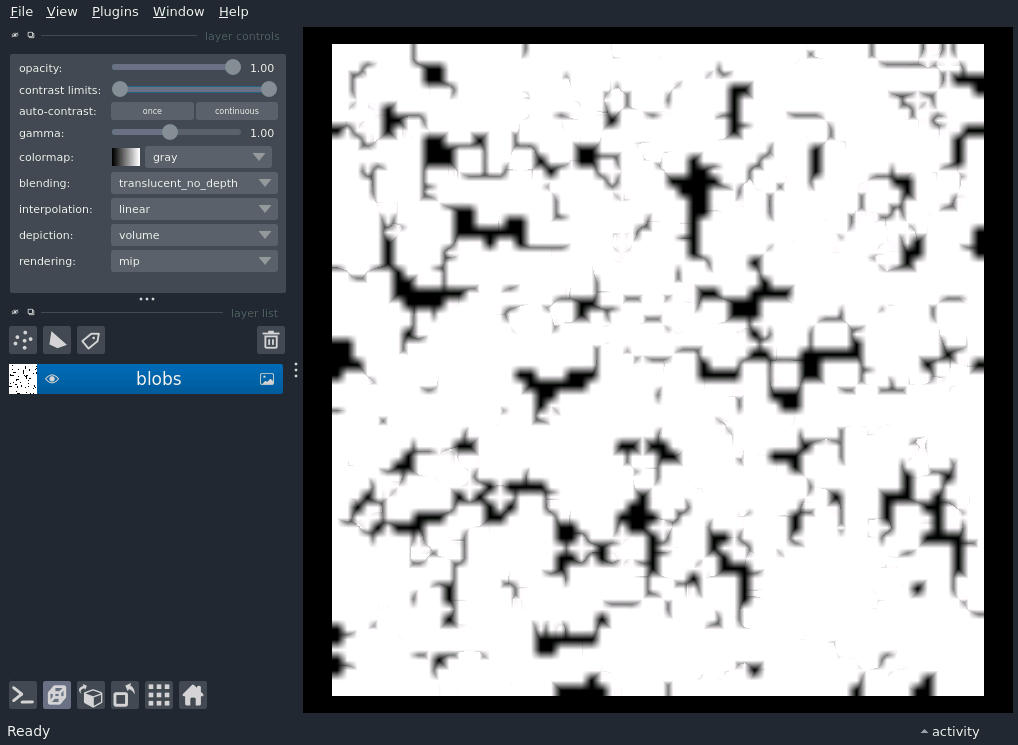 File View Plugins Window Help
layer controls
opacity: 1.00
contrast limits:
auto-contrast: once continuous
gamma: 1.00
colormap: gray
blending: translucent_no_depth
interpolation: linear
depiction: volume
rendering: mip
layer list
blobs
Ready activity